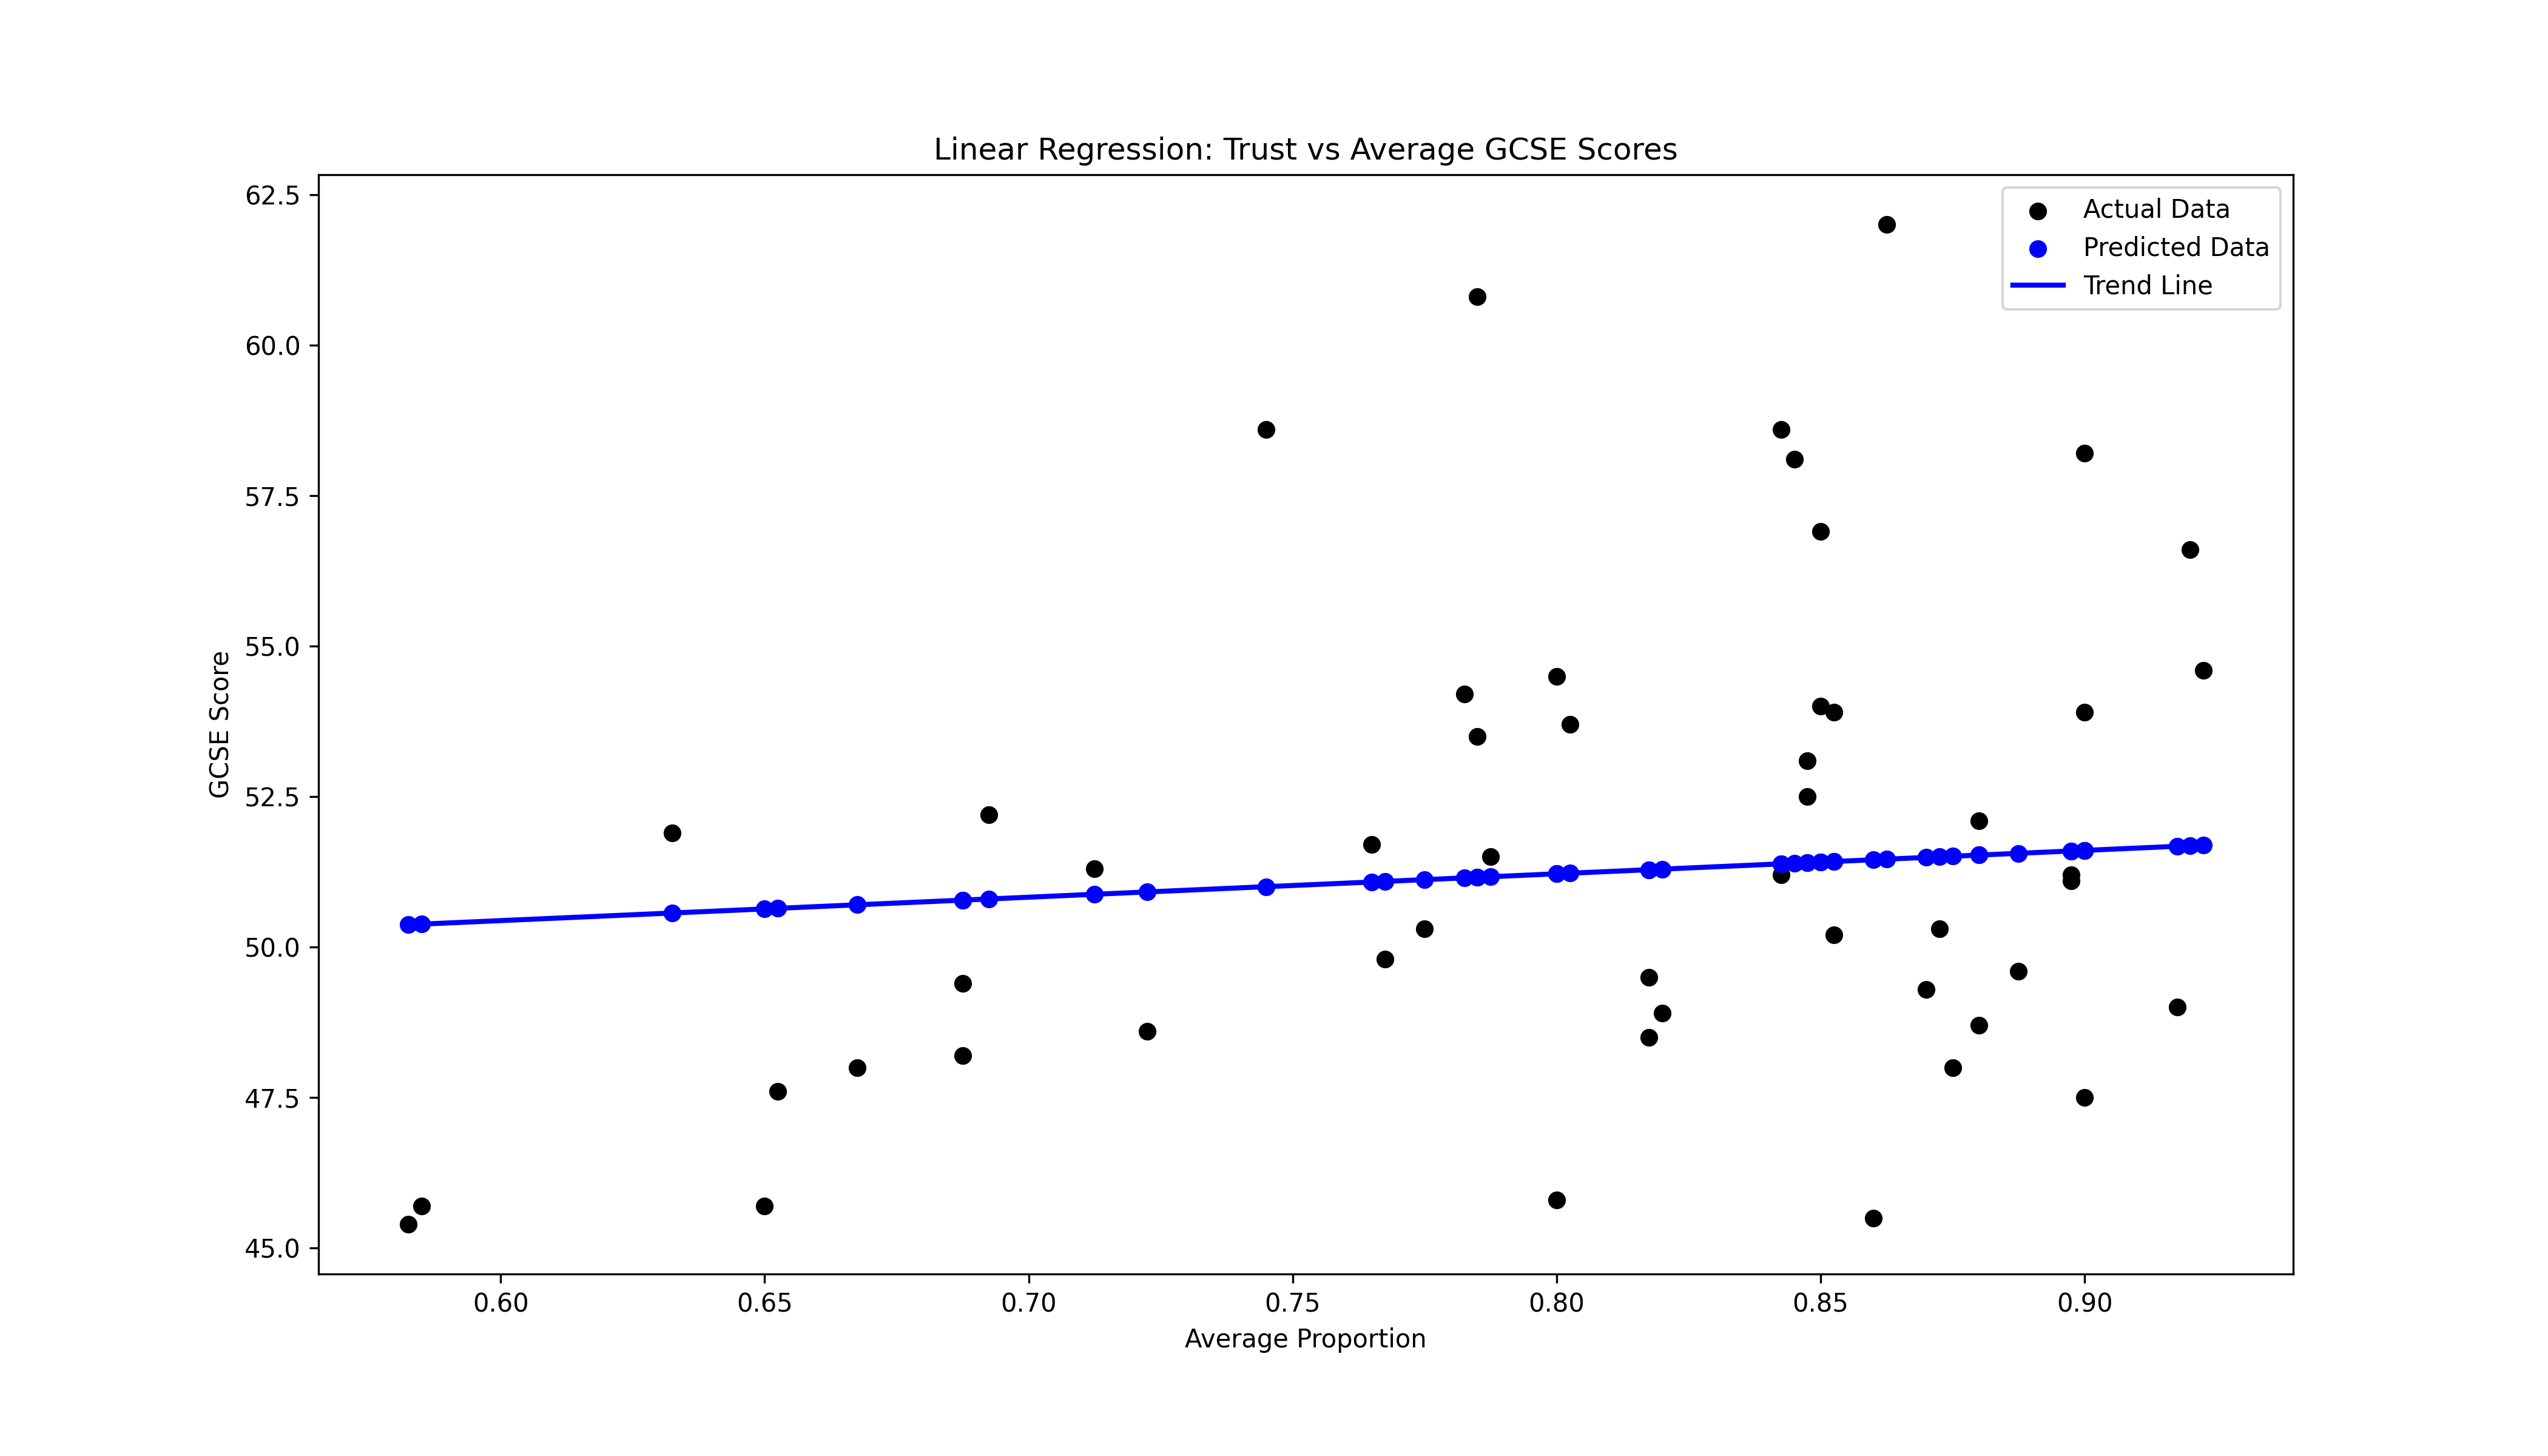 Linear Regression: Trust vs Average GCSE Scores
62.5
60.0
57.5
55.0
52.5
50.0
47.5
45.0
GCSE Score
Actual Data
Predicted Data
Trend Line
0.60
0.65
0.70
0.75
0.80
0.85
0.90
Average Proportion